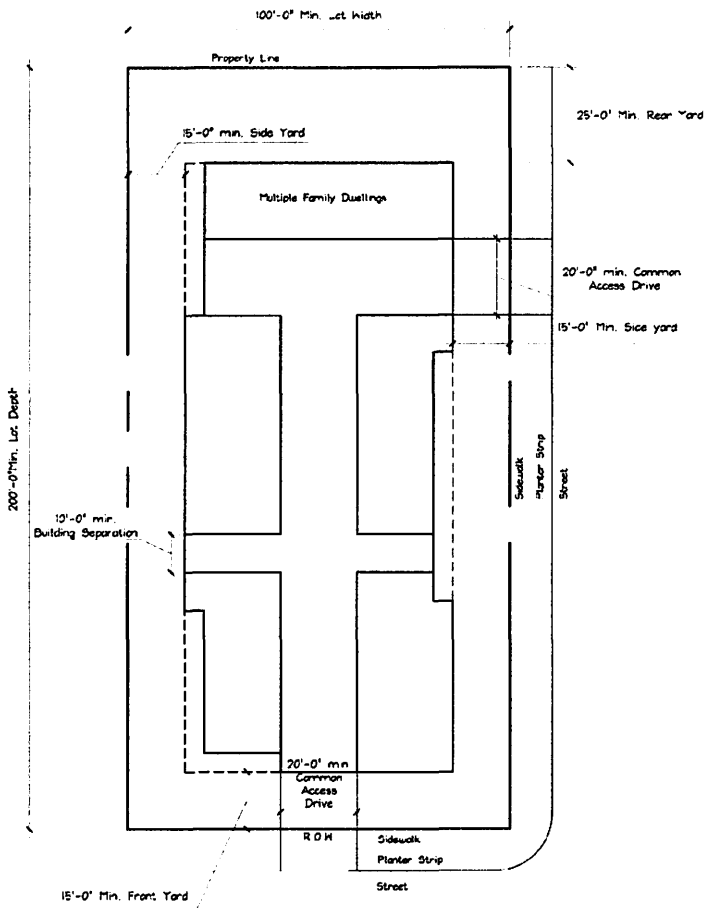 100'-0" Min. Lot Width
Property Line
25'-0" Min. Rear Yard
15'-0" min. Side Yard
Multiple Family Dwellings
20'-0" min. Common
Access Drive
15'-0" Min. Side yard
200'-0" Min. Lot Depth
Sidewalk
Planter Strip
Street
10'-0" min.
Building Separation
20'-0" min
Common
Access
Drive
R O W
Sidewalk
Planter Strip
Street
15'-0" Min. Front Yard